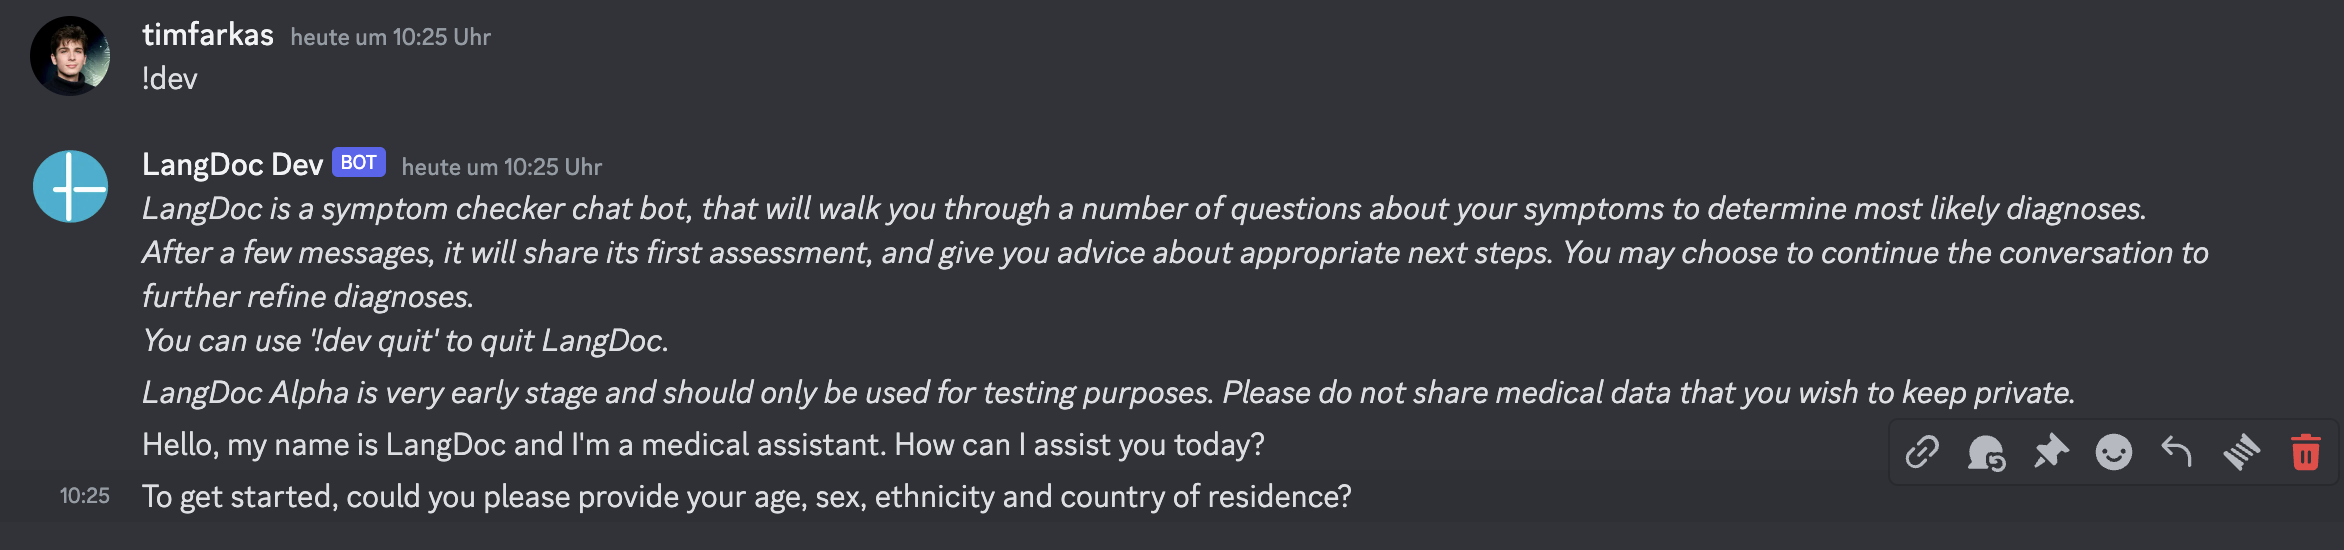 timfarkas heute um 10:25 Uhr
!dev
LangDoc Dev BOT heute um 10:25 Uhr
LangDoc is a symptom checker chat bot, that will walk you through a number of questions about your symptoms to determine most likely diagnoses.
After a few messages, it will share its first assessment, and give you advice about appropriate next steps. You may choose to continue the conversation to
further refine diagnoses.
You can use '!dev quit' to quit LangDoc.
LangDoc Alpha is very early stage and should only be used for testing purposes. Please do not share medical data that you wish to keep private.
Hello, my name is LangDoc and I'm a medical assistant. How can I assist you today?
10:25 To get started, could you please provide your age, sex, ethnicity and country of residence?